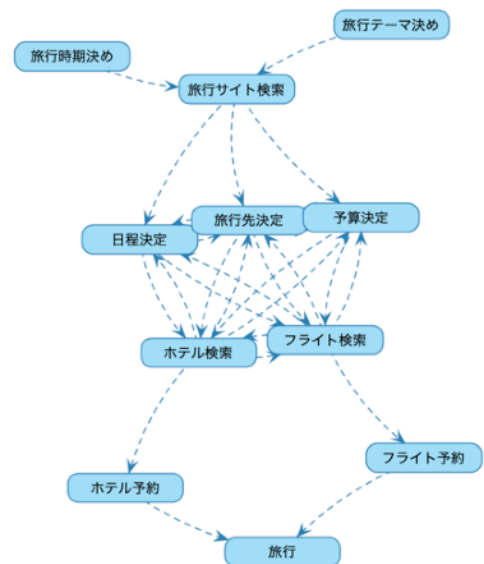 旅行テーマ決め
旅行時期決め
旅行サイト検索
旅行先決定
予算決定
日程決定
フライト検索
ホテル検索
フライト予約
ホテル予約
旅行